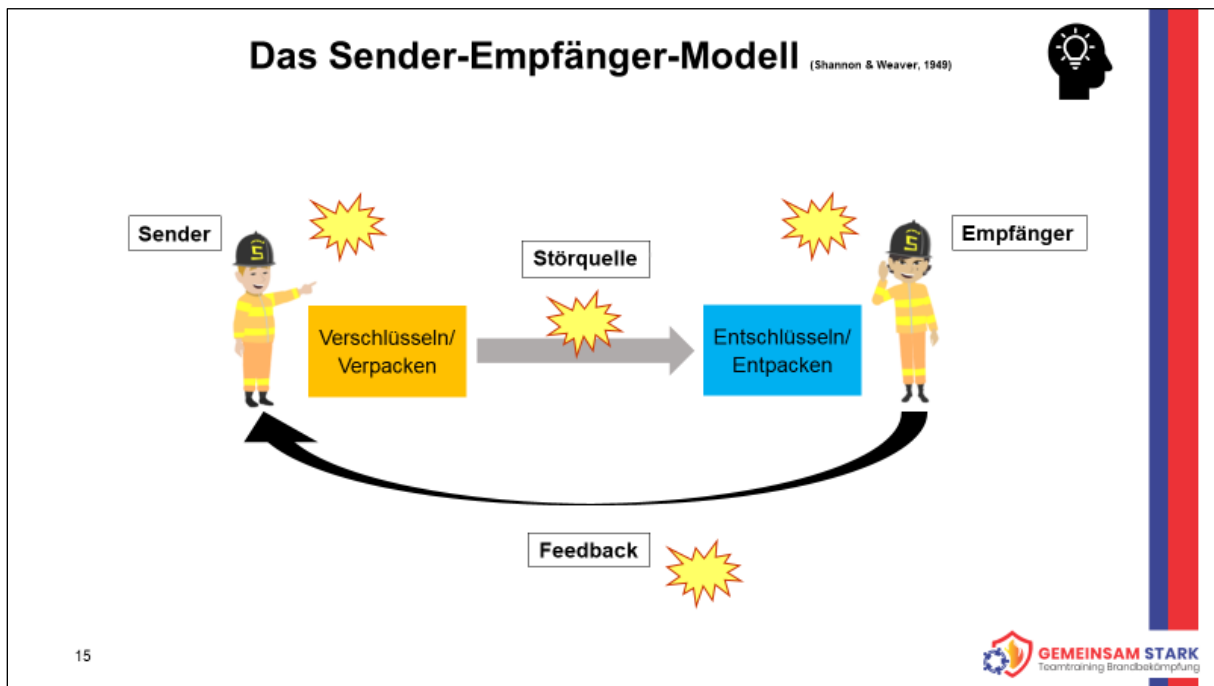 Das Sender-Empfänger-Modell (Shannon & Weaver, 1949)
Sender
Störquelle
Empfänger
Verschlüsseln/
Verpacken
Entschlüsseln/
Entpacken
Feedback
15
GEMEINSAM STARK
Teamtraining Brandbekämpfung